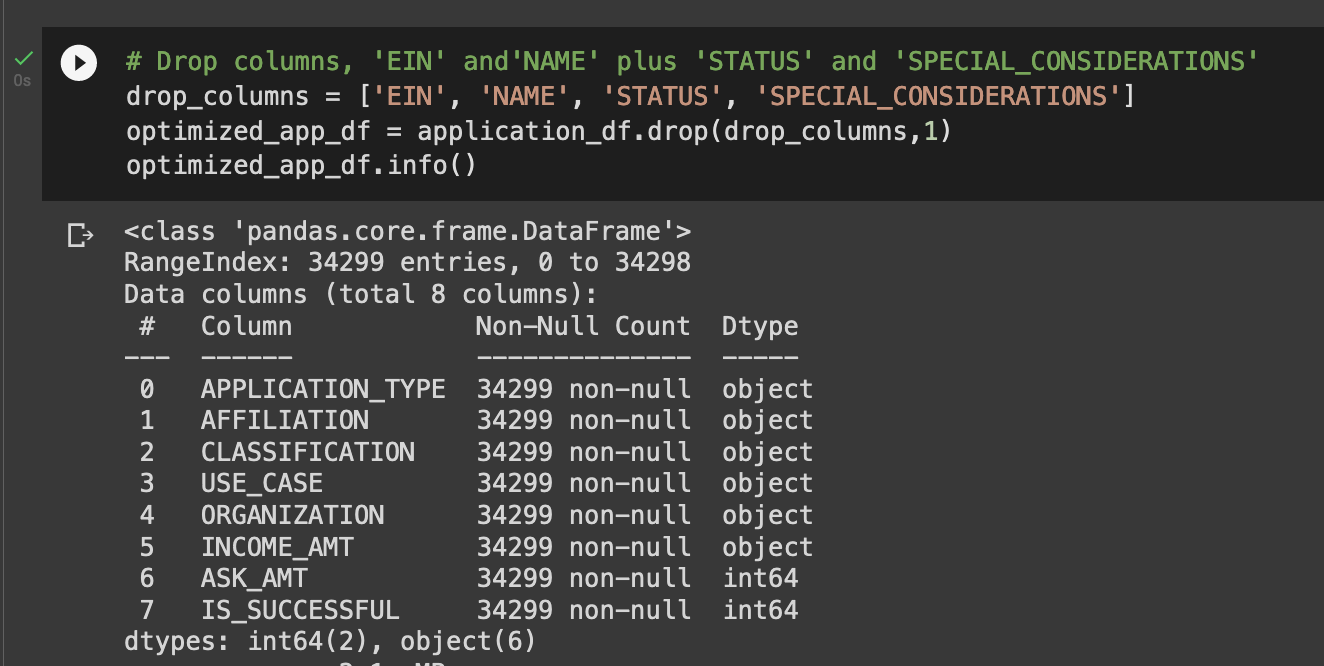 0s
# Drop columns, 'EIN' and'NAME' plus 'STATUS' and 'SPECIAL_CONSIDERATIONS'
drop_columns = ['EIN', 'NAME', 'STATUS', 'SPECIAL_CONSIDERATIONS']
optimized_app_df = application_df.drop(drop_columns,1)
optimized_app_df.info()
<class 'pandas.core.frame.DataFrame'>
RangeIndex: 34299 entries, 0 to 34298
Data columns (total 8 columns):
 #   Column            Non-Null Count  Dtype
---  ------            --------------  -----
 0   APPLICATION_TYPE  34299 non-null  object
 1   AFFILIATION       34299 non-null  object
 2   CLASSIFICATION    34299 non-null  object
 3   USE_CASE          34299 non-null  object
 4   ORGANIZATION      34299 non-null  object
 5   INCOME_AMT        34299 non-null  object
 6   ASK_AMT           34299 non-null  int64
 7   IS_SUCCESSFUL     34299 non-null  int64
dtypes: int64(2), object(6)